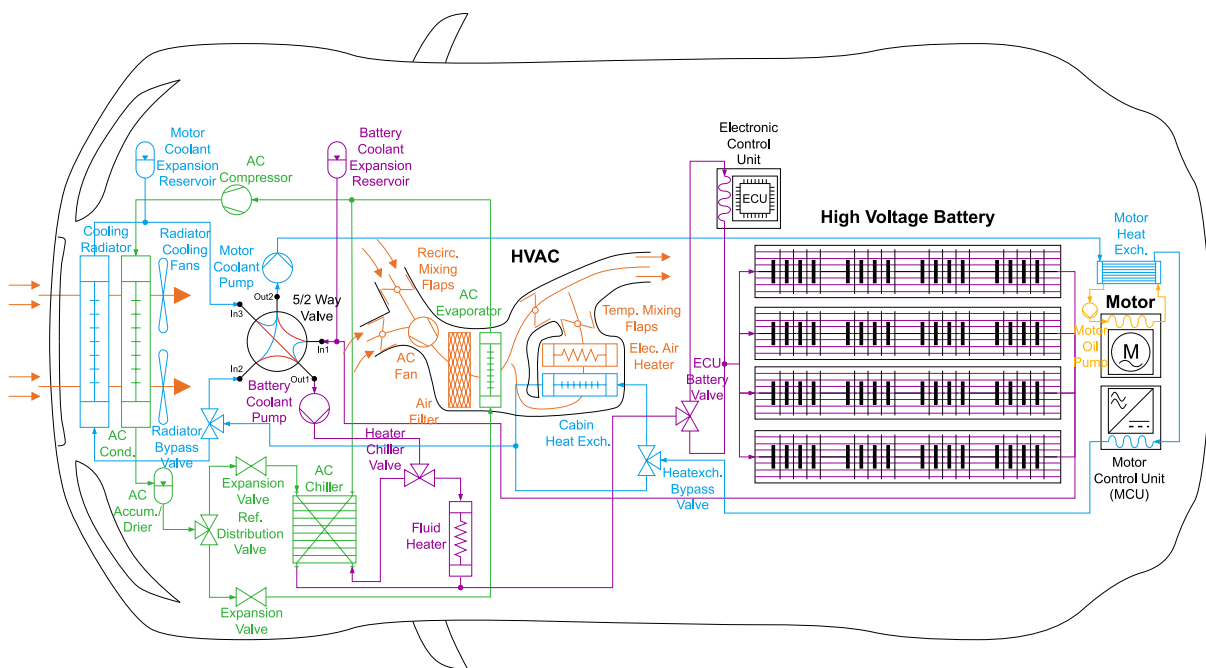 Motor
Coolant
Expansion
Reservoir
Battery
Coolant
Expansion
Reservoir
AC
Compressor
Electronic
Control
Unit
ECU
High Voltage Battery
Motor
Heat
Exch.
Cooling
Radiator
Radiator
Cooling
Fans
Motor
Coolant
Pump
Recirc.
Mixing
Flaps
HVAC
AC
Evaporator
Out2
In3
5/2 Way
Valve
In1
In2
Out1
Temp. Mixing
Flaps
Elec. Air
Heater
AC
Fan
Air
Filter
Cabin
Heat Exch.
ECU
Battery
Valve
Motor
Motor
Oil
Pump
M
Battery
Coolant
Pump
AC
Cond.
Radiator
Bypass
Valve
Heater
Chiller
Valve
Heatexch.
Bypass
Valve
Motor
Control Unit
(MCU)
AC
Accum./
Drier
Expansion
Valve
Ref.
Distribution
Valve
AC
Chiller
Fluid
Heater
Expansion
Valve